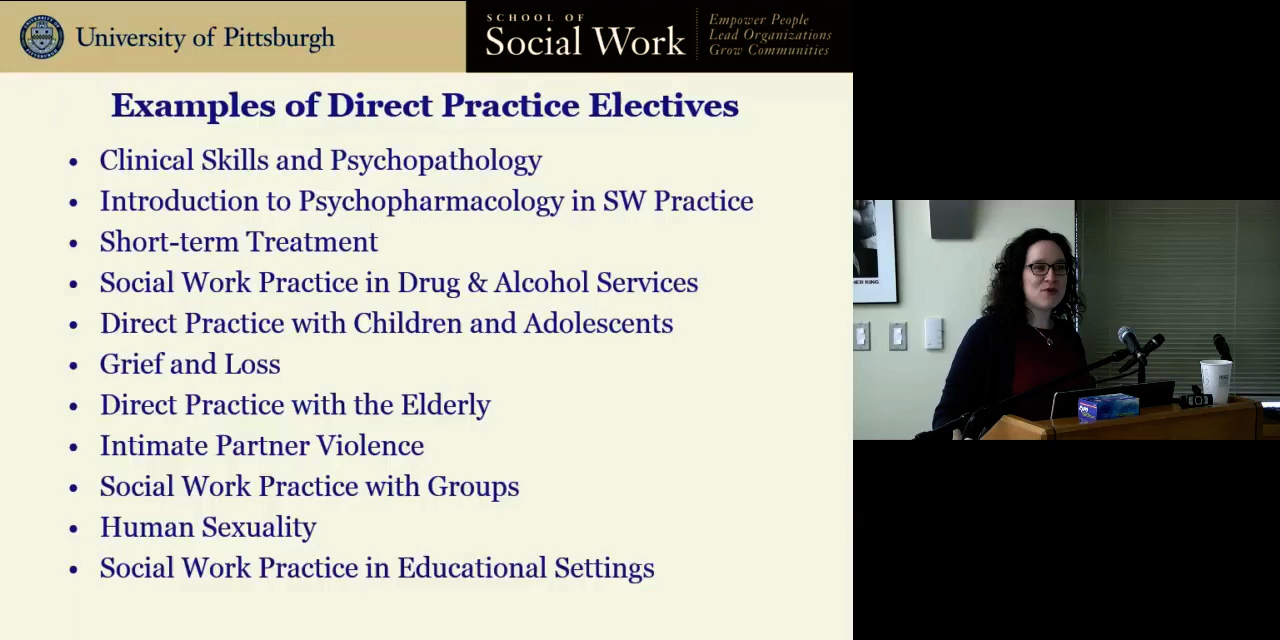 University of Pittsburgh
SCHOOL OF
Social Work
Empower People
Lead Organizations
Grow Communities
Examples of Direct Practice Electives
• Clinical Skills and Psychopathology
• Introduction to Psychopharmacology in SW Practice
• Short-term Treatment
• Social Work Practice in Drug & Alcohol Services
• Direct Practice with Children and Adolescents
• Grief and Loss
• Direct Practice with the Elderly
• Intimate Partner Violence
• Social Work Practice with Groups
• Human Sexuality
• Social Work Practice in Educational Settings
KING